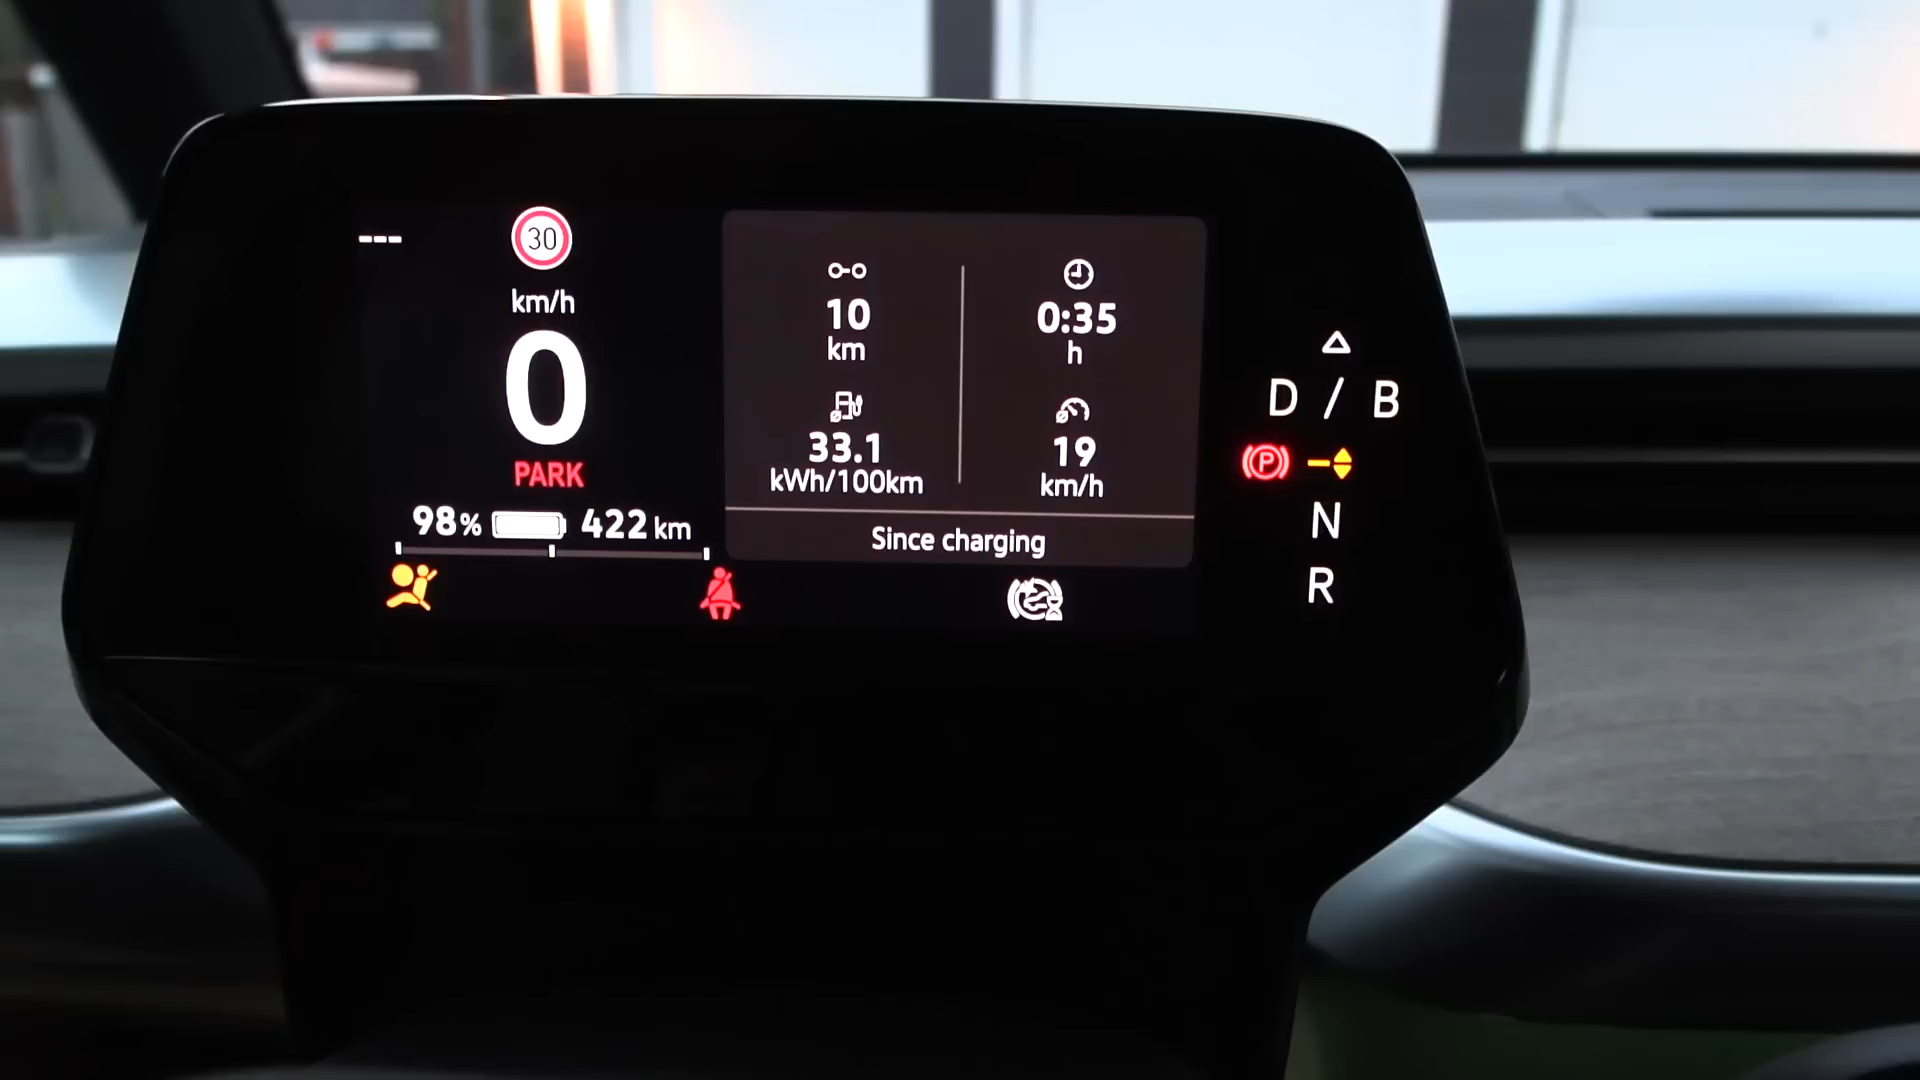 ---
30
km/h
0
PARK
98% 422 km
10
km
0:35
h
33.1
kWh/100km
19
km/h
Since charging
D / B
P
N
R